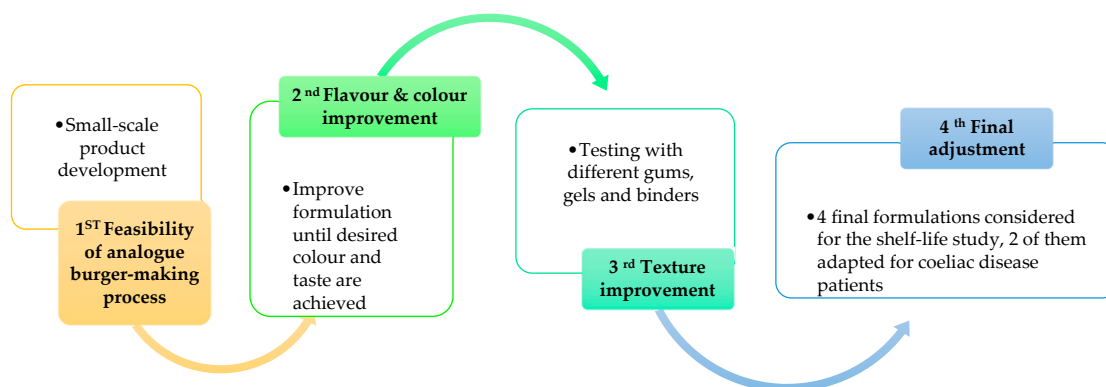 •Small-scale
product
development
1ST Feasibility
of analogue
burger-making
process
2 nd Flavour & colour
improvement
•Improve
formulation
until desired
colour and
taste are
achieved
•Testing with
different gums,
gels and binders
3 rd Texture
improvement
4 th Final
adjustment
•4 final formulations considered
for the shelf-life study, 2 of them
adapted for coeliac disease
patients